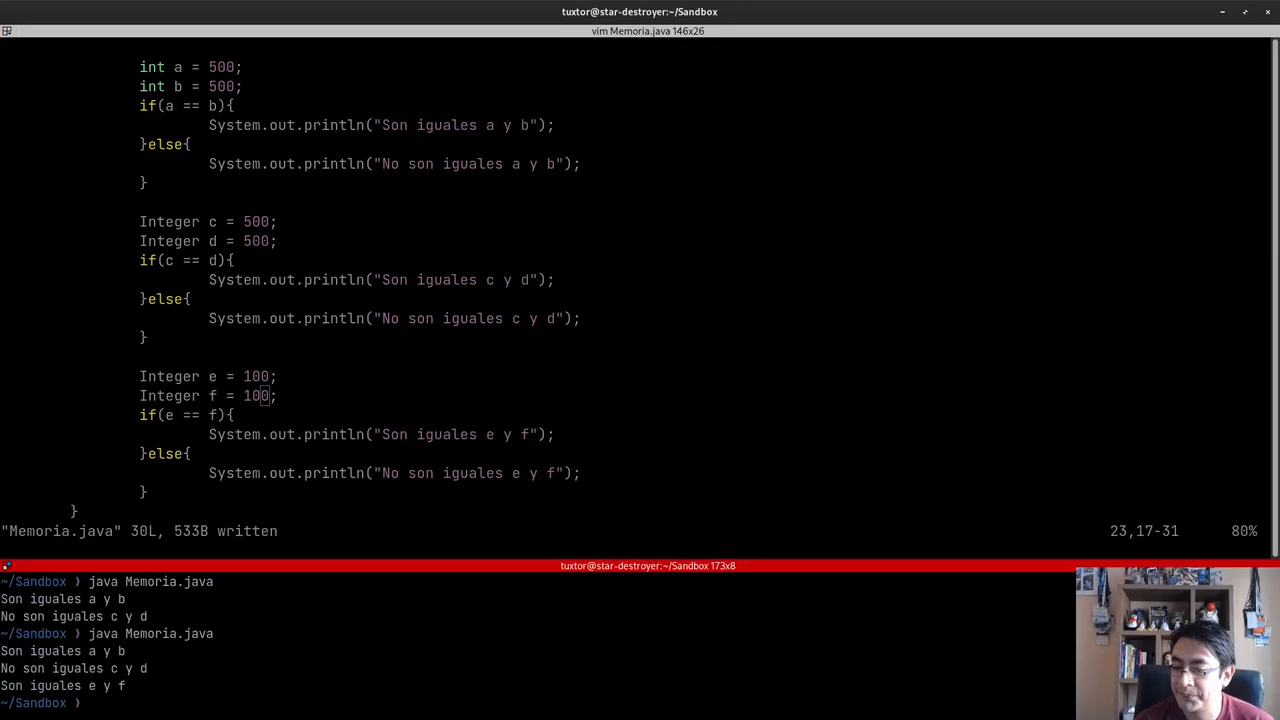 tuxtor@star-destroyer:~/Sandbox
vim Memoria.java 146x26
int a = 500;
int b = 500;
if(a == b){
System.out.println("Son iguales a y b");
}else{
System.out.println("No son iguales a y b");
}
Integer c = 500;
Integer d = 500;
if(c == d){
System.out.println("Son iguales c y d");
}else{
System.out.println("No son iguales c y d");
}
Integer e = 100;
Integer f = 100;
if(e == f){
System.out.println("Son iguales e y f");
}else{
System.out.println("No son iguales e y f");
}
}
"Memoria.java" 30L, 533B written 23,17-31 80%
tuxtor@star-destroyer:~/Sandbox 173x8
~/Sandbox ❯ java Memoria.java
Son iguales a y b
No son iguales c y d
~/Sandbox ❯ java Memoria.java
Son iguales a y b
No son iguales c y d
Son iguales e y f
~/Sandbox ❯